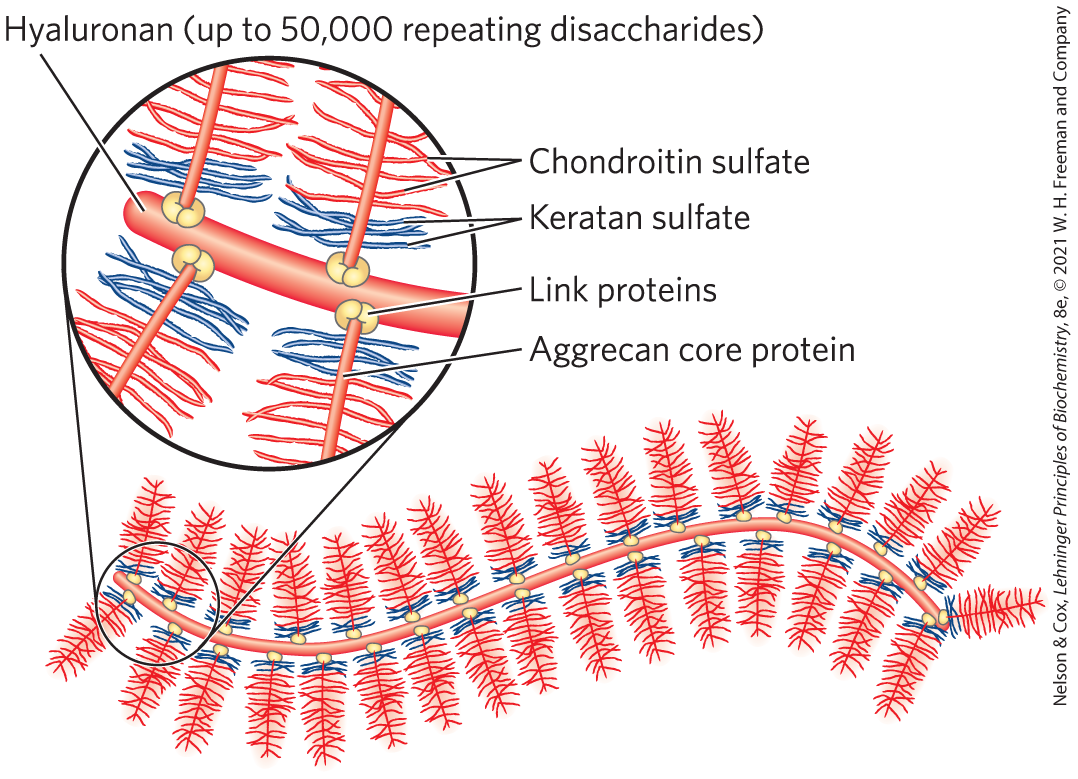 Hyaluronan (up to 50,000 repeating disaccharides)
Chondroitin sulfate
Keratan sulfate
Link proteins
Aggrecan core protein
Nelson & Cox, Lehninger Principles of Biochemistry, 8e, © 2021 W. H. Freeman and Company